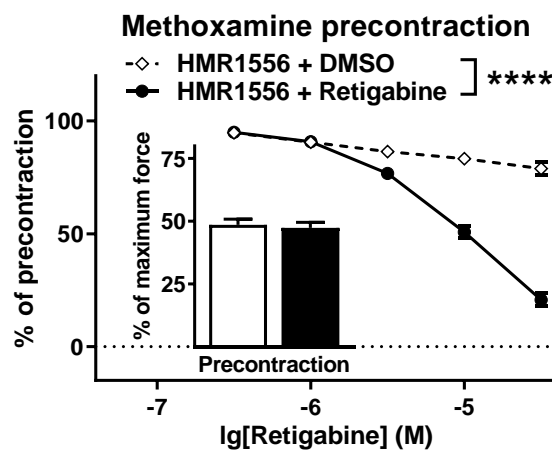 Methoxamine precontraction
HMR1556 + DMSO
HMR1556 + Retigabine
****
% of precontraction
100
50
0
% of maximum force
75
50
25
Precontraction
-7
-6
-5
lg[Retigabine] (M)